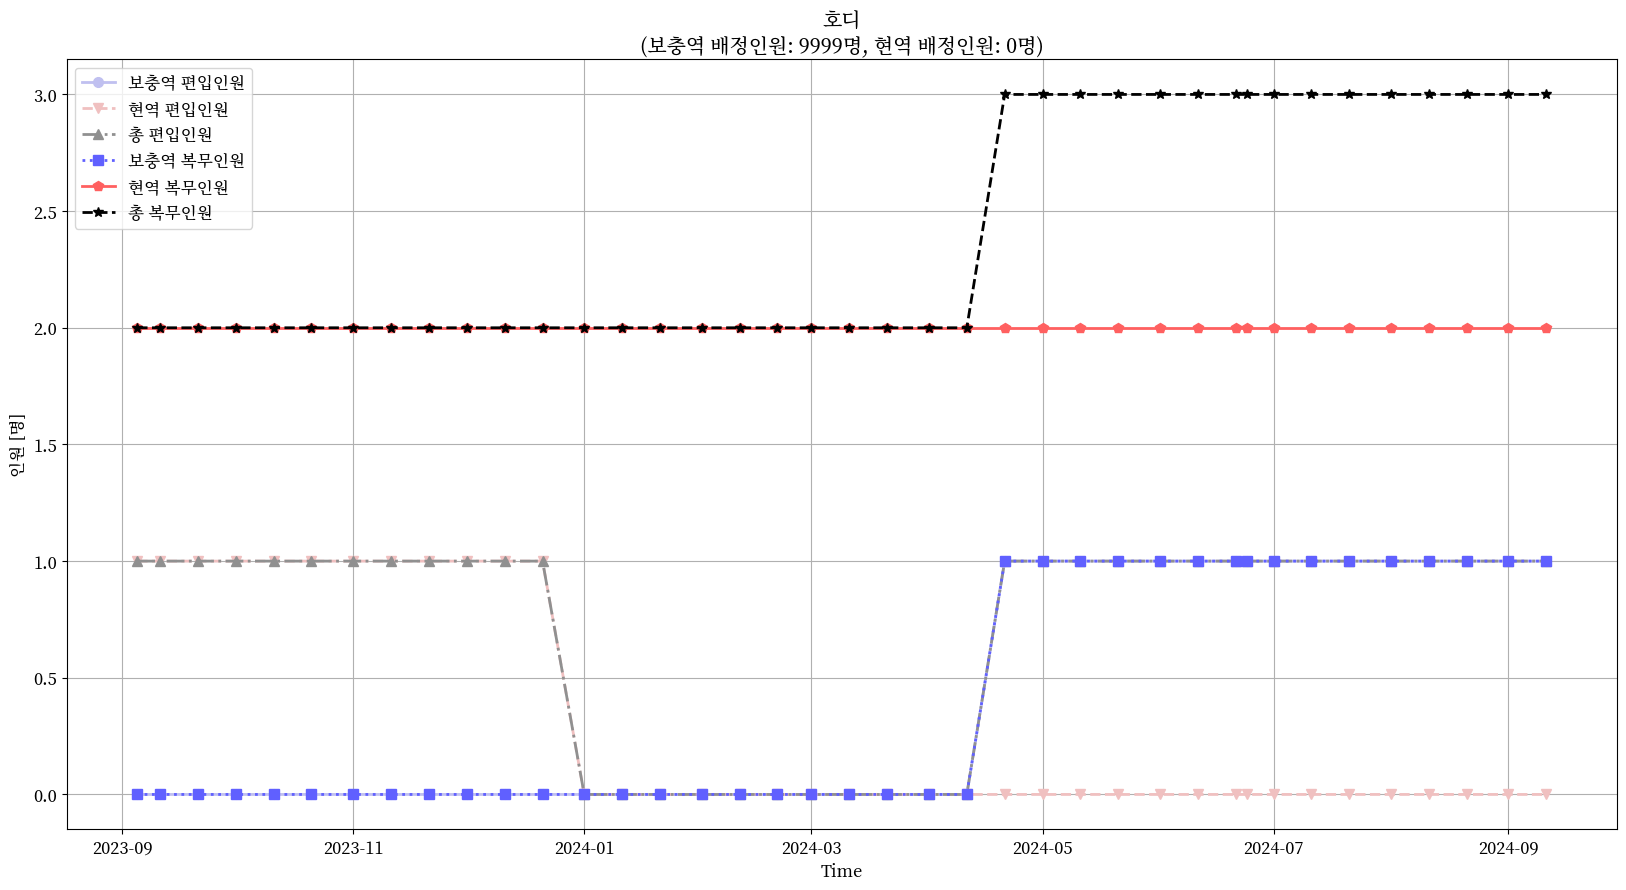 호디
(보충역 배정인원: 9999명, 현역 배정인원: 0명)
보충역 편입인원
현역 편입인원
총 편입인원
보충역 복무인원
현역 복무인원
총 복무인원
3.0
2.5
2.0
1.5
1.0
0.5
0.0
인원 [명]
2023-09
2023-11
2024-01
2024-03
2024-05
2024-07
2024-09
Time